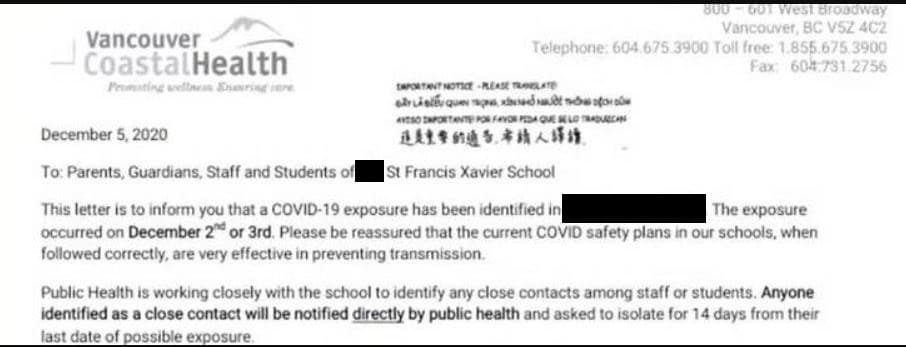 800 - 601 West Broadway
Vancouver, BC V5Z 4C2
Telephone: 604.675.3900 Toll free: 1.855.675.3900
Fax: 604.731.2756
Vancouver
CoastalHealth
Promoting wellness. Ensuring care.
IMPORTANT NOTICE - PLEASE TRANSLATE
ĐÂY LÀ ĐIỀU QUAN TRỌNG, XIN NHỜ NGƯỜI THÔNG DỊCH DÙM
AVISO IMPORTANTE! POR FAVOR PIDA QUE SE LO TRADUZCAN
這是重要的通告, 希請人譯讀.
December 5, 2020
To: Parents, Guardians, Staff and Students of St Francis Xavier School
This letter is to inform you that a COVID-19 exposure has been identified in The exposure
occurred on December 2nd or 3rd. Please be reassured that the current COVID safety plans in our schools, when
followed correctly, are very effective in preventing transmission.
Public Health is working closely with the school to identify any close contacts among staff or students. Anyone
identified as a close contact will be notified directly by public health and asked to isolate for 14 days from their
last date of possible exposure.